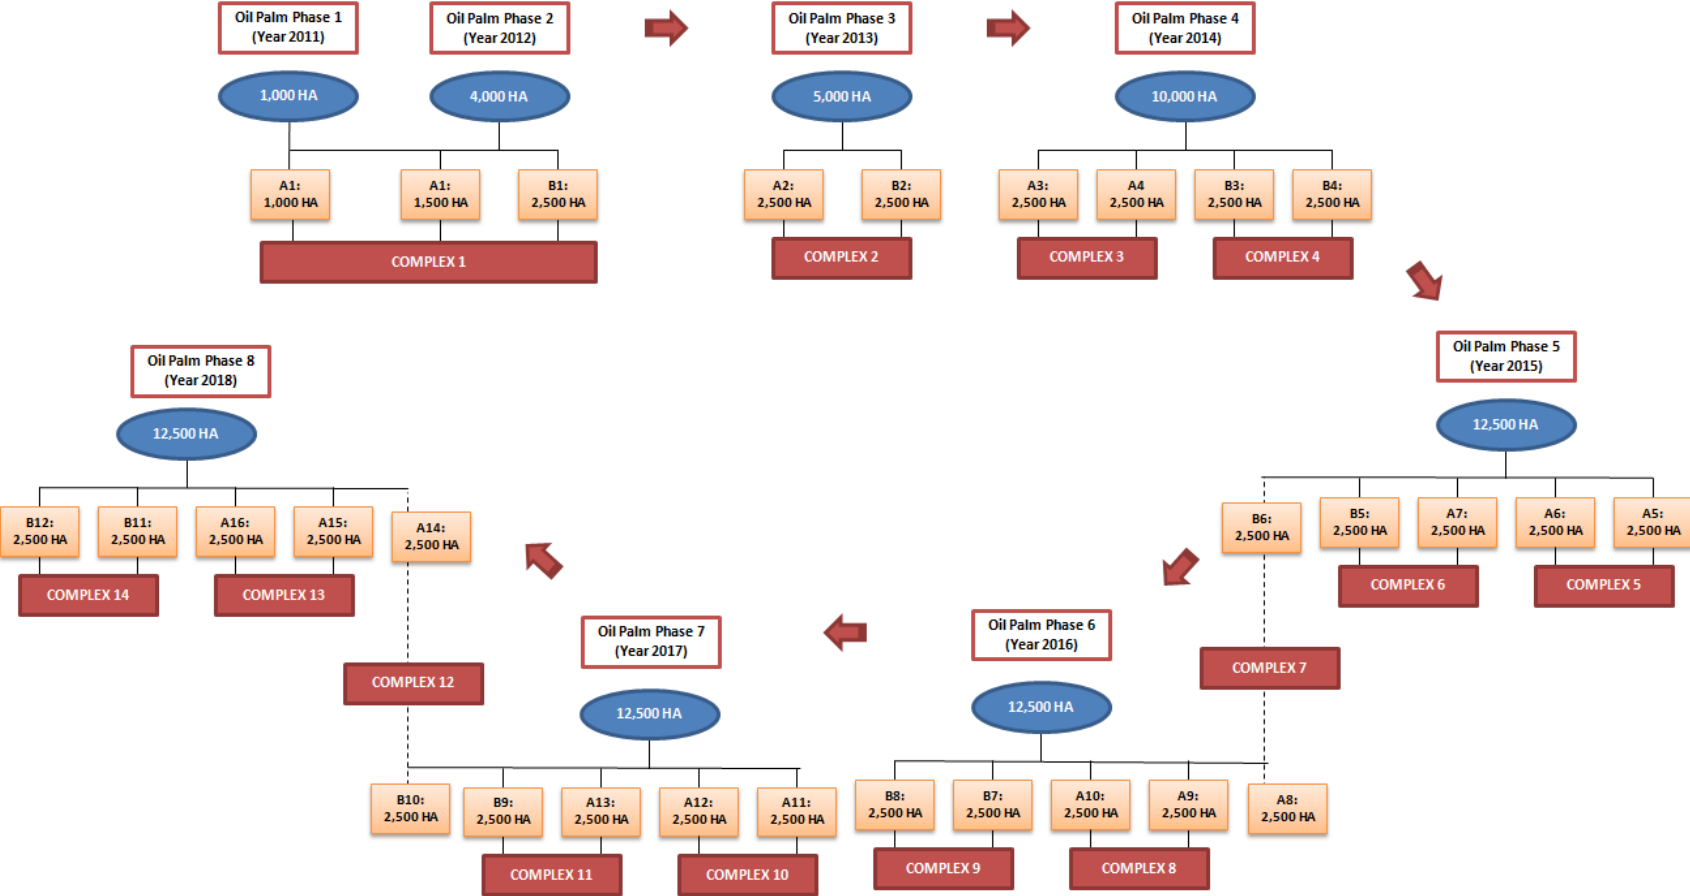 Oil Palm Phase 1
(Year 2011)
Oil Palm Phase 2
(Year 2012)
Oil Palm Phase 3
(Year 2013)
Oil Palm Phase 4
(Year 2014)
1,000 HA
4,000 HA
5,000 HA
10,000 HA
A1:
1,000 HA
A1:
1,500 HA
B1:
2,500 HA
A2:
2,500 HA
B2:
2,500 HA
A3:
2,500 HA
A4
2,500 HA
B3:
2,500 HA
B4:
2,500 HA
COMPLEX 1
COMPLEX 2
COMPLEX 3
COMPLEX 4
Oil Palm Phase 5
(Year 2015)
12,500 HA
B6:
2,500 HA
B5:
2,500 HA
A7:
2,500 HA
A6:
2,500 HA
A5:
2,500 HA
COMPLEX 6
COMPLEX 5
COMPLEX 7
Oil Palm Phase 6
(Year 2016)
12,500 HA
B8:
2,500 HA
B7:
2,500 HA
A10:
2,500 HA
A9:
2,500 HA
A8:
2,500 HA
COMPLEX 9
COMPLEX 8
Oil Palm Phase 7
(Year 2017)
12,500 HA
B10:
2,500 HA
B9:
2,500 HA
A13:
2,500 HA
A12:
2,500 HA
A11:
2,500 HA
COMPLEX 11
COMPLEX 10
COMPLEX 12
Oil Palm Phase 8
(Year 2018)
12,500 HA
B12:
2,500 HA
B11:
2,500 HA
A16:
2,500 HA
A15:
2,500 HA
A14:
2,500 HA
COMPLEX 14
COMPLEX 13